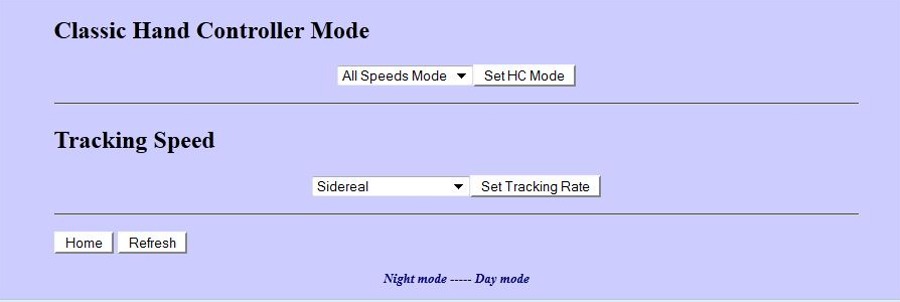 Classic Hand Controller Mode
All Speeds Mode Set HC Mode
Tracking Speed
Sidereal Set Tracking Rate
Home Refresh
Night mode ----- Day mode